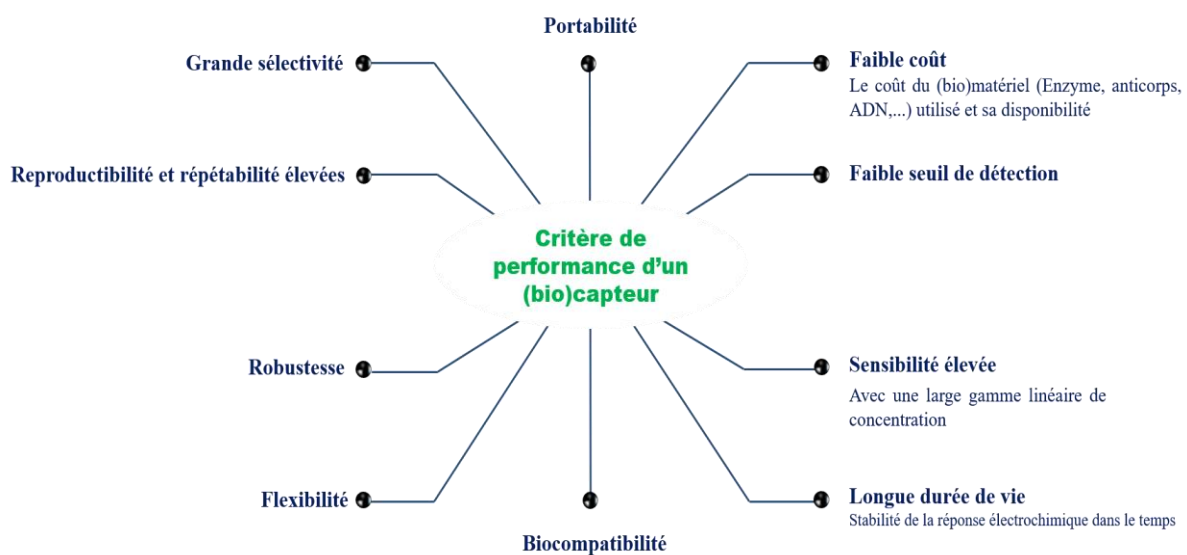 Portabilité
Grande sélectivité
Faible coût
Le coût du (bio)matériel (Enzyme, anticorps,
ADN,...) utilisé et sa disponibilité
Reproductibilité et répétabilité élevées
Faible seuil de détection
Critère de
performance d'un
(bio)capteur
Robustesse
Sensibilité élevée
Avec une large gamme linéaire de
concentration
Flexibilité
Longue durée de vie
Stabilité de la réponse électrochimique dans le temps
Biocompatibilité